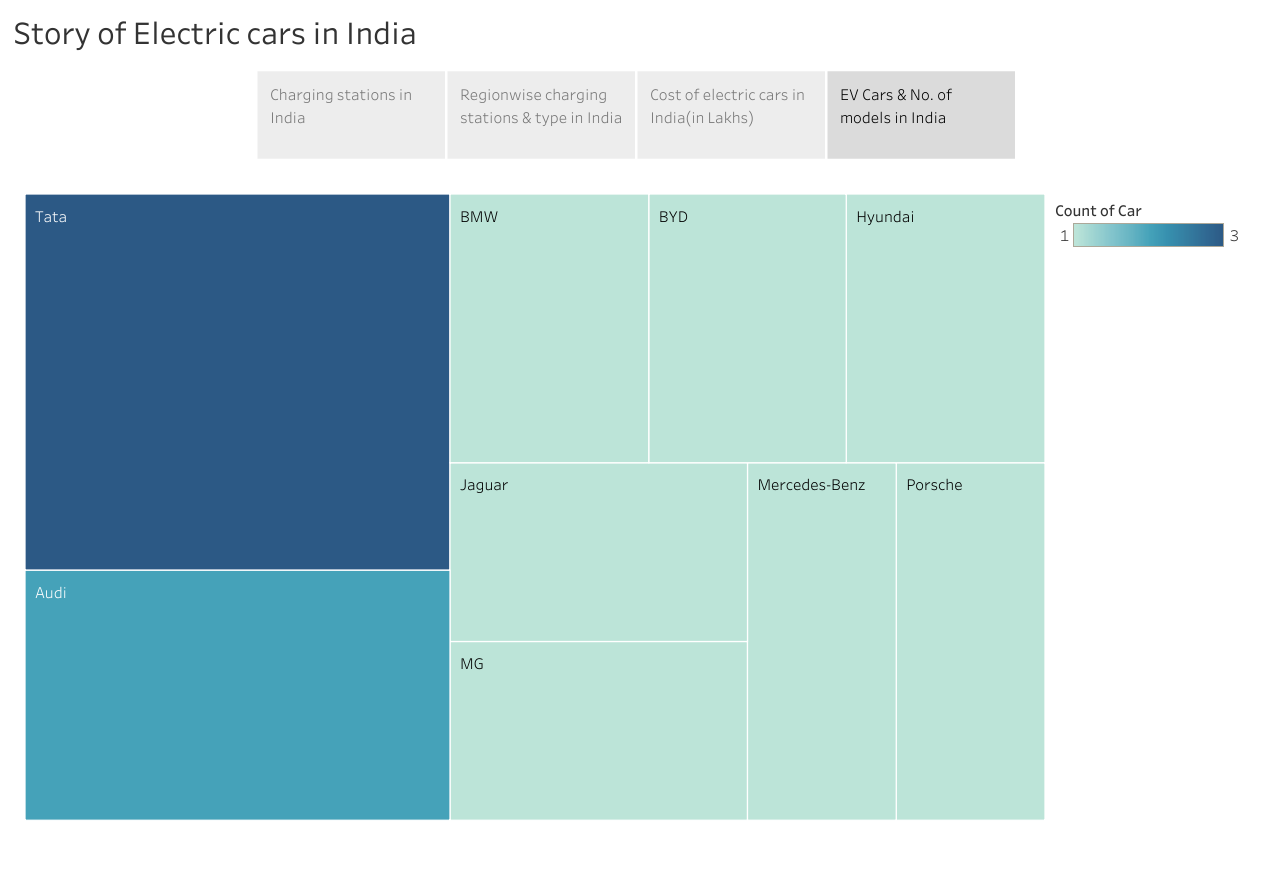 Story of Electric cars in India
Charging stations in
India
Regionwise charging
stations & type in India
Cost of electric cars in
India(in Lakhs)
EV Cars & No. of
models in India
Tata
BMW
BYD
Hyundai
Count of Car
1
3
Jaguar
Mercedes-Benz
Porsche
Audi
MG